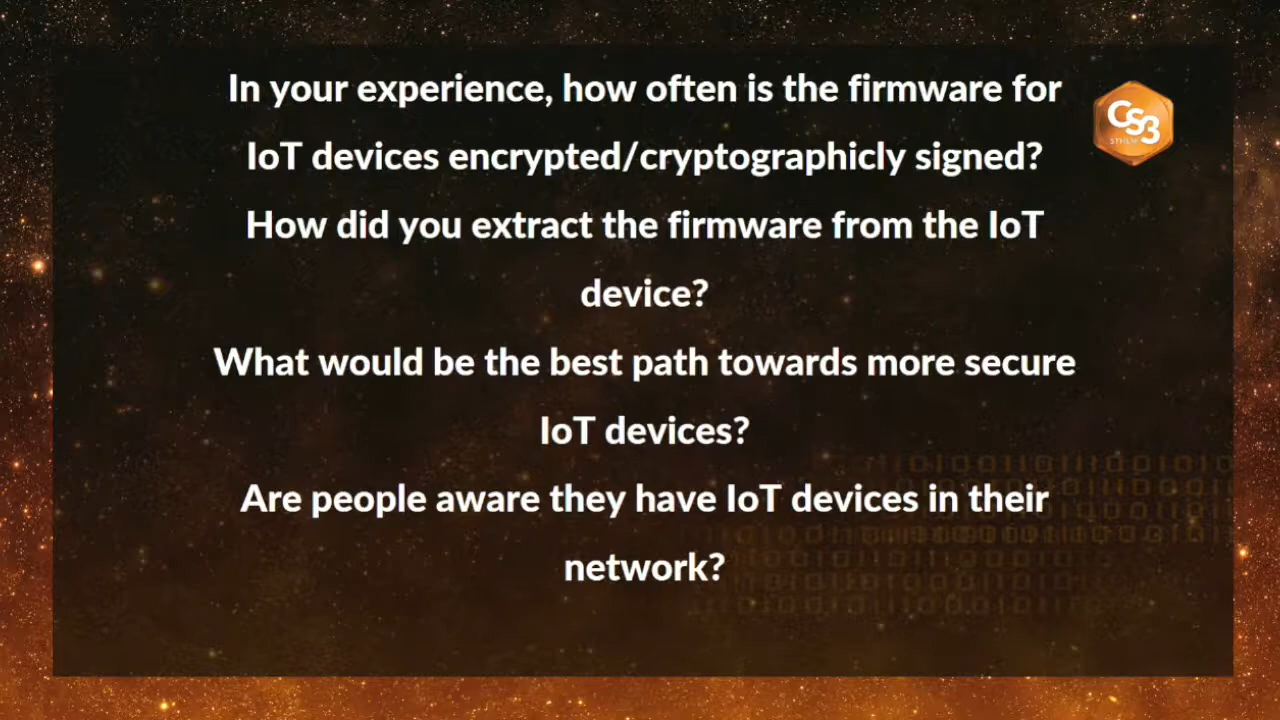 In your experience, how often is the firmware for
IoT devices encrypted/cryptographicly signed?
How did you extract the firmware from the IoT
device?
What would be the best path towards more secure
IoT devices?
Are people aware they have IoT devices in their
network?
CS3
STHLM